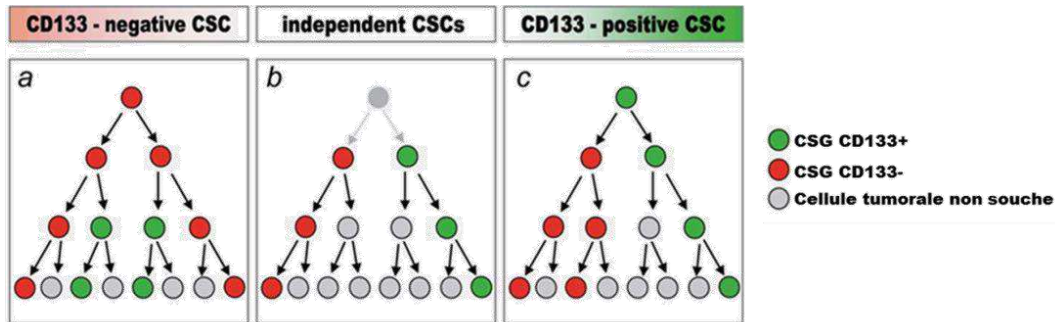 CD133 - negative CSC
independent CSCs
CD133 - positive CSC
a
b
c
CSG CD133+
CSG CD133-
Cellule tumorale non souche